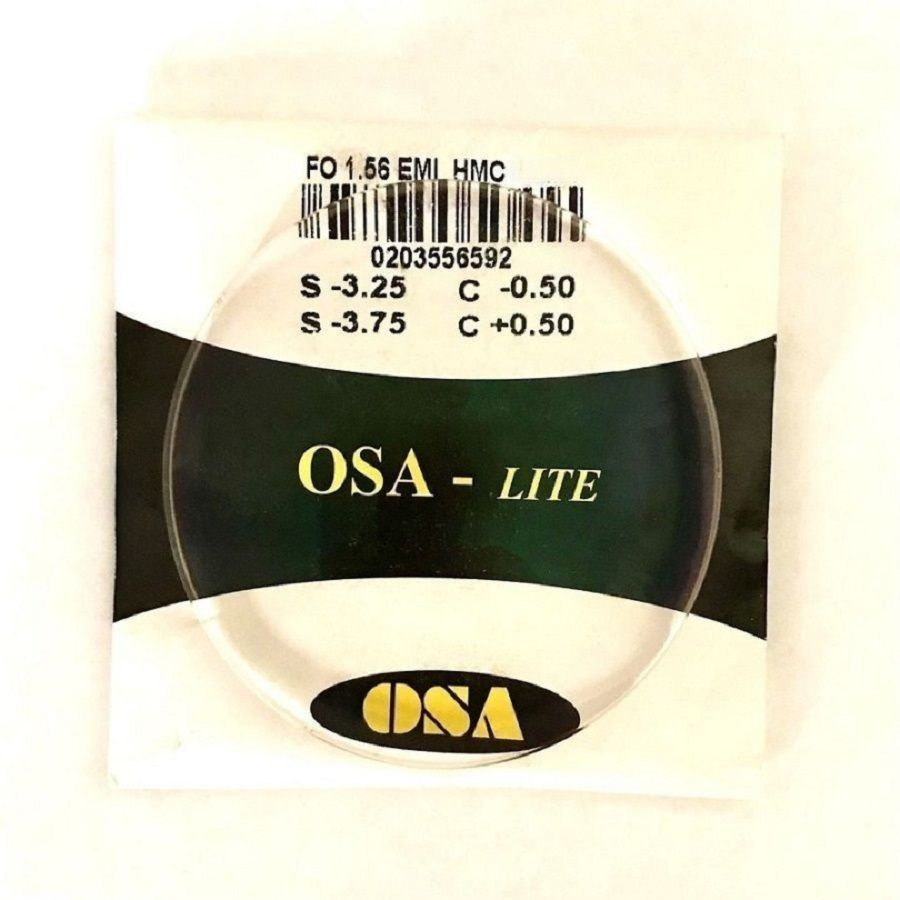 FO 1.56 EMI HMC
0203556592
S -3.25 C -0.50
S -3.75 C +0.50
OSA - LITE
OSA